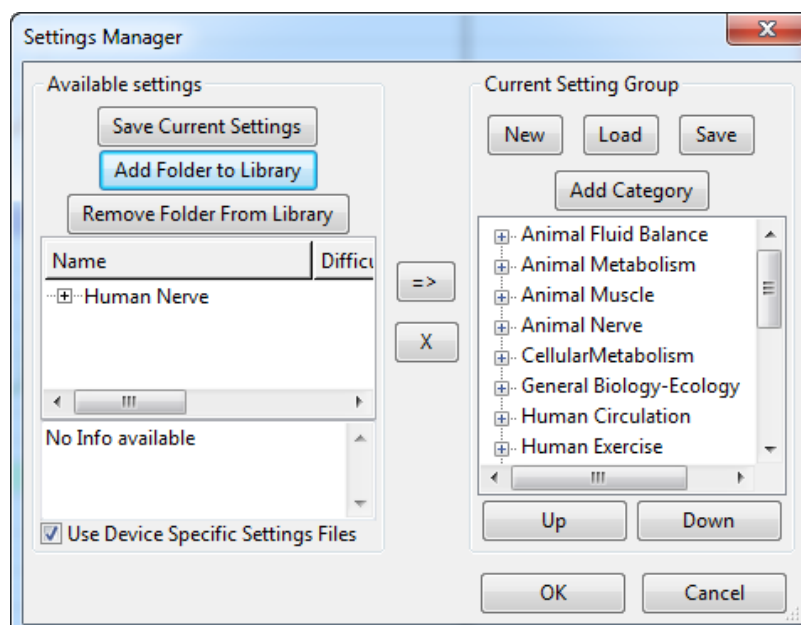 Settings Manager
Available settings
Save Current Settings
Add Folder to Library
Remove Folder From Library
Name Difficu
Human Nerve
No Info available
Use Device Specific Settings Files
=>
X
Current Setting Group
New Load Save
Add Category
Animal Fluid Balance
Animal Metabolism
Animal Muscle
Animal Nerve
CellularMetabolism
General Biology-Ecology
Human Circulation
Human Exercise
Up Down
OK Cancel